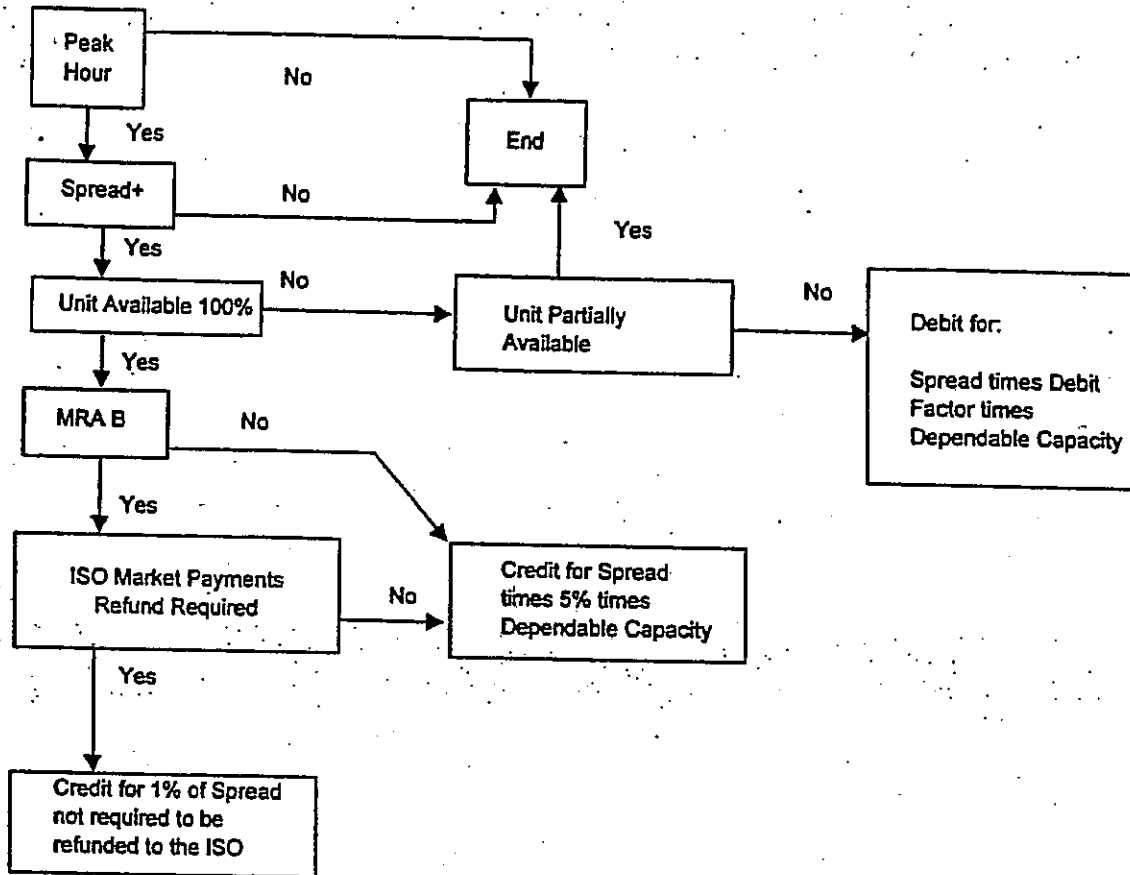 Peak
Hour
No
Yes
End
Spread+
No
Yes
Yes
Unit Available 100%
No
Unit Partially
Available
No
Debit for:
Spread times Debit
Factor times
Dependable Capacity
Yes
MRA B
No
Yes
ISO Market Payments
Refund Required
No
Credit for Spread
times 5% times
Dependable Capacity
Yes
Credit for 1% of Spread
not required to be
refunded to the ISO